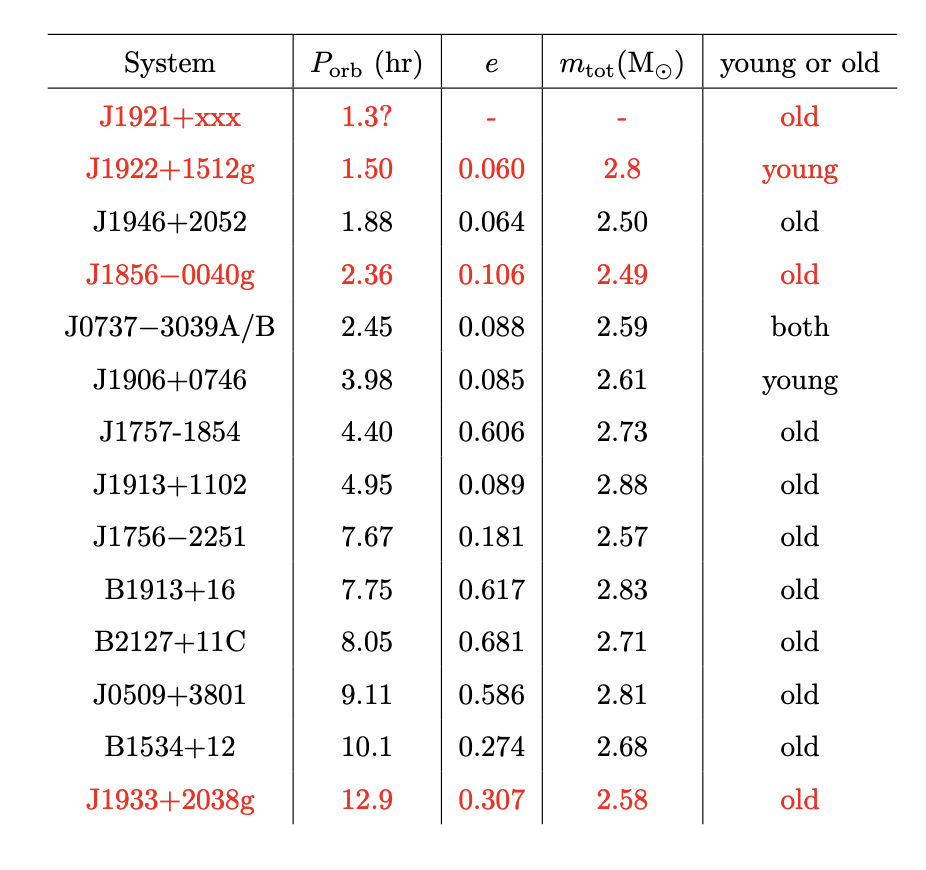 System P_orb (hr) e m_tot(M_⊙) young or old
J1921+xxx 1.3? - - old
J1922+1512g 1.50 0.060 2.8 young
J1946+2052 1.88 0.064 2.50 old
J1856−0040g 2.36 0.106 2.49 old
J0737−3039A/B 2.45 0.088 2.59 both
J1906+0746 3.98 0.085 2.61 young
J1757-1854 4.40 0.606 2.73 old
J1913+1102 4.95 0.089 2.88 old
J1756−2251 7.67 0.181 2.57 old
B1913+16 7.75 0.617 2.83 old
B2127+11C 8.05 0.681 2.71 old
J0509+3801 9.11 0.586 2.81 old
B1534+12 10.1 0.274 2.68 old
J1933+2038g 12.9 0.307 2.58 old